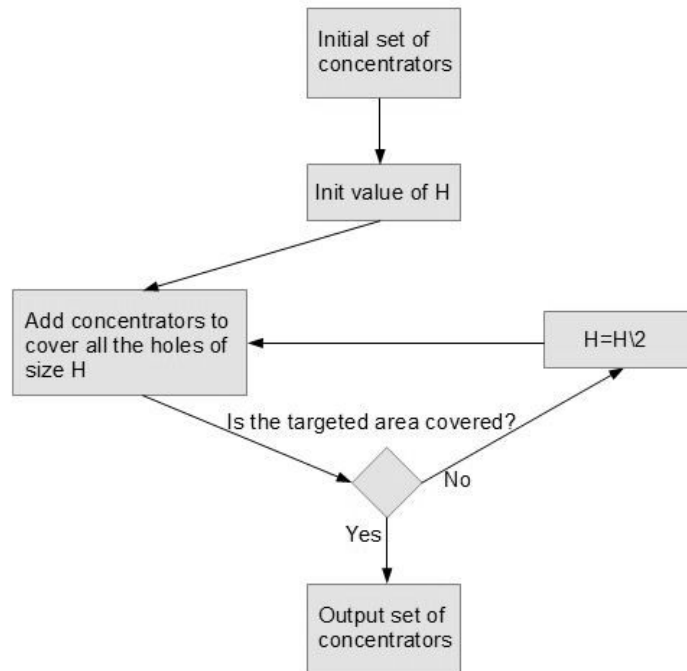 Initial set of
concentrators
Init value of H
Add concentrators to
cover all the holes of
size H
H=H\2
Is the targeted area covered?
No
Yes
Output set of
concentrators